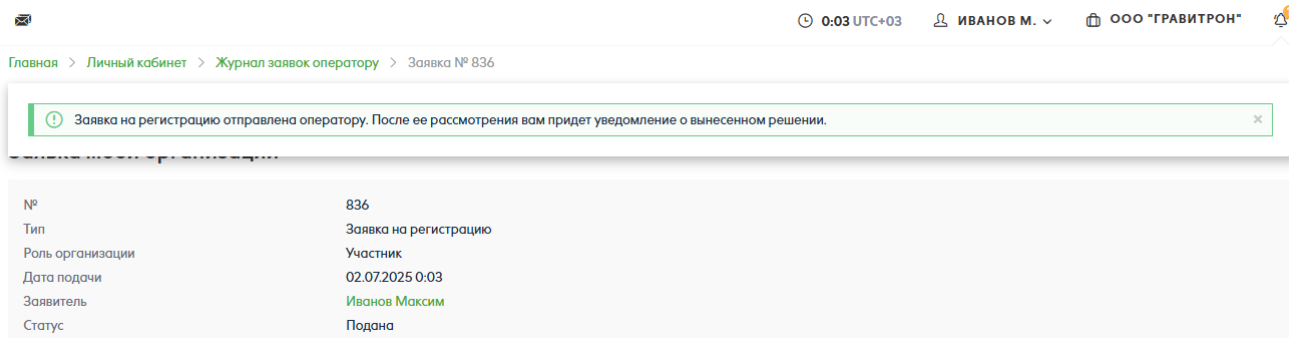 0:03 UTC+03 ИВАНОВ М. ООО "ГРАВИТРОН"
Главная > Личный кабинет > Журнал заявок оператору > Заявка № 836
Заявка на регистрацию отправлена оператору. После ее рассмотрения вам придет уведомление о вынесенном решении. ×
№ 836
Тип Заявка на регистрацию
Роль организации Участник
Дата подачи 02.07.2025 0:03
Заявитель Иванов Максим
Статус Подана